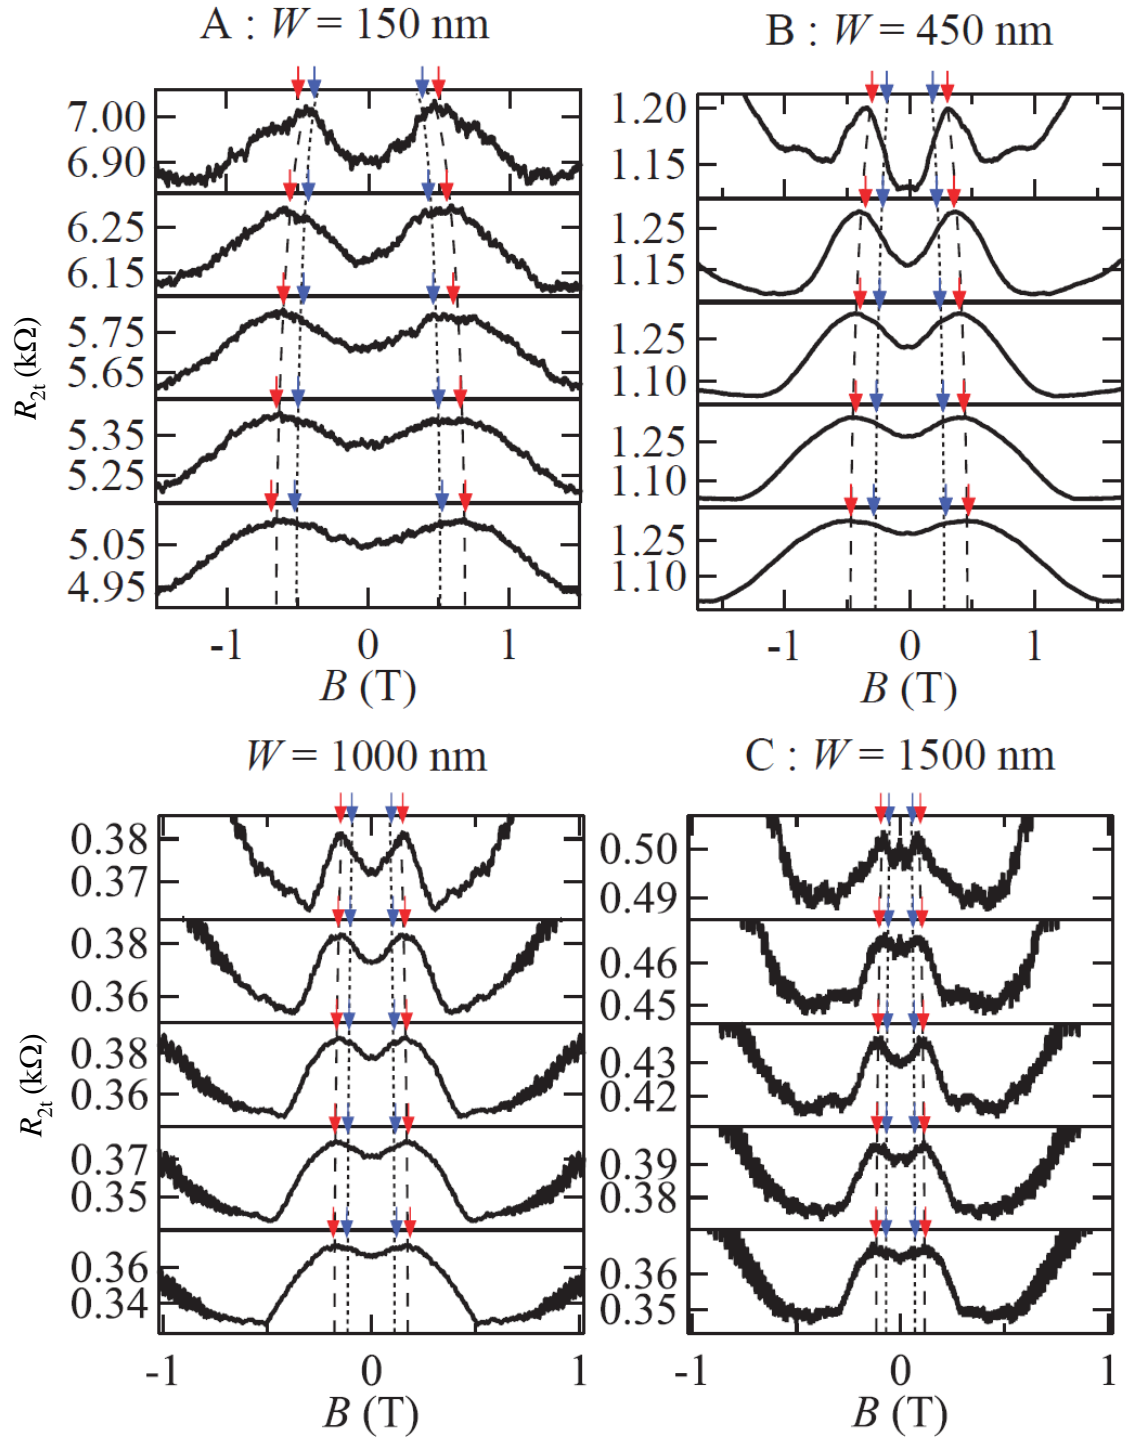 A : W = 150 nm
7.00
6.90
6.25
6.15
5.75
5.65
5.35
5.25
5.05
4.95
R2t (kΩ)
-1 0 1
B (T)
B : W = 450 nm
1.20
1.15
1.25
1.15
1.25
1.10
1.25
1.10
1.25
1.10
-1 0 1
B (T)
W = 1000 nm
0.38
0.37
0.38
0.36
0.38
0.36
0.37
0.35
0.36
0.34
R2t (kΩ)
-1 0 1
B (T)
C : W = 1500 nm
0.50
0.49
0.46
0.45
0.43
0.42
0.39
0.38
0.36
0.35
-1 0 1
B (T)